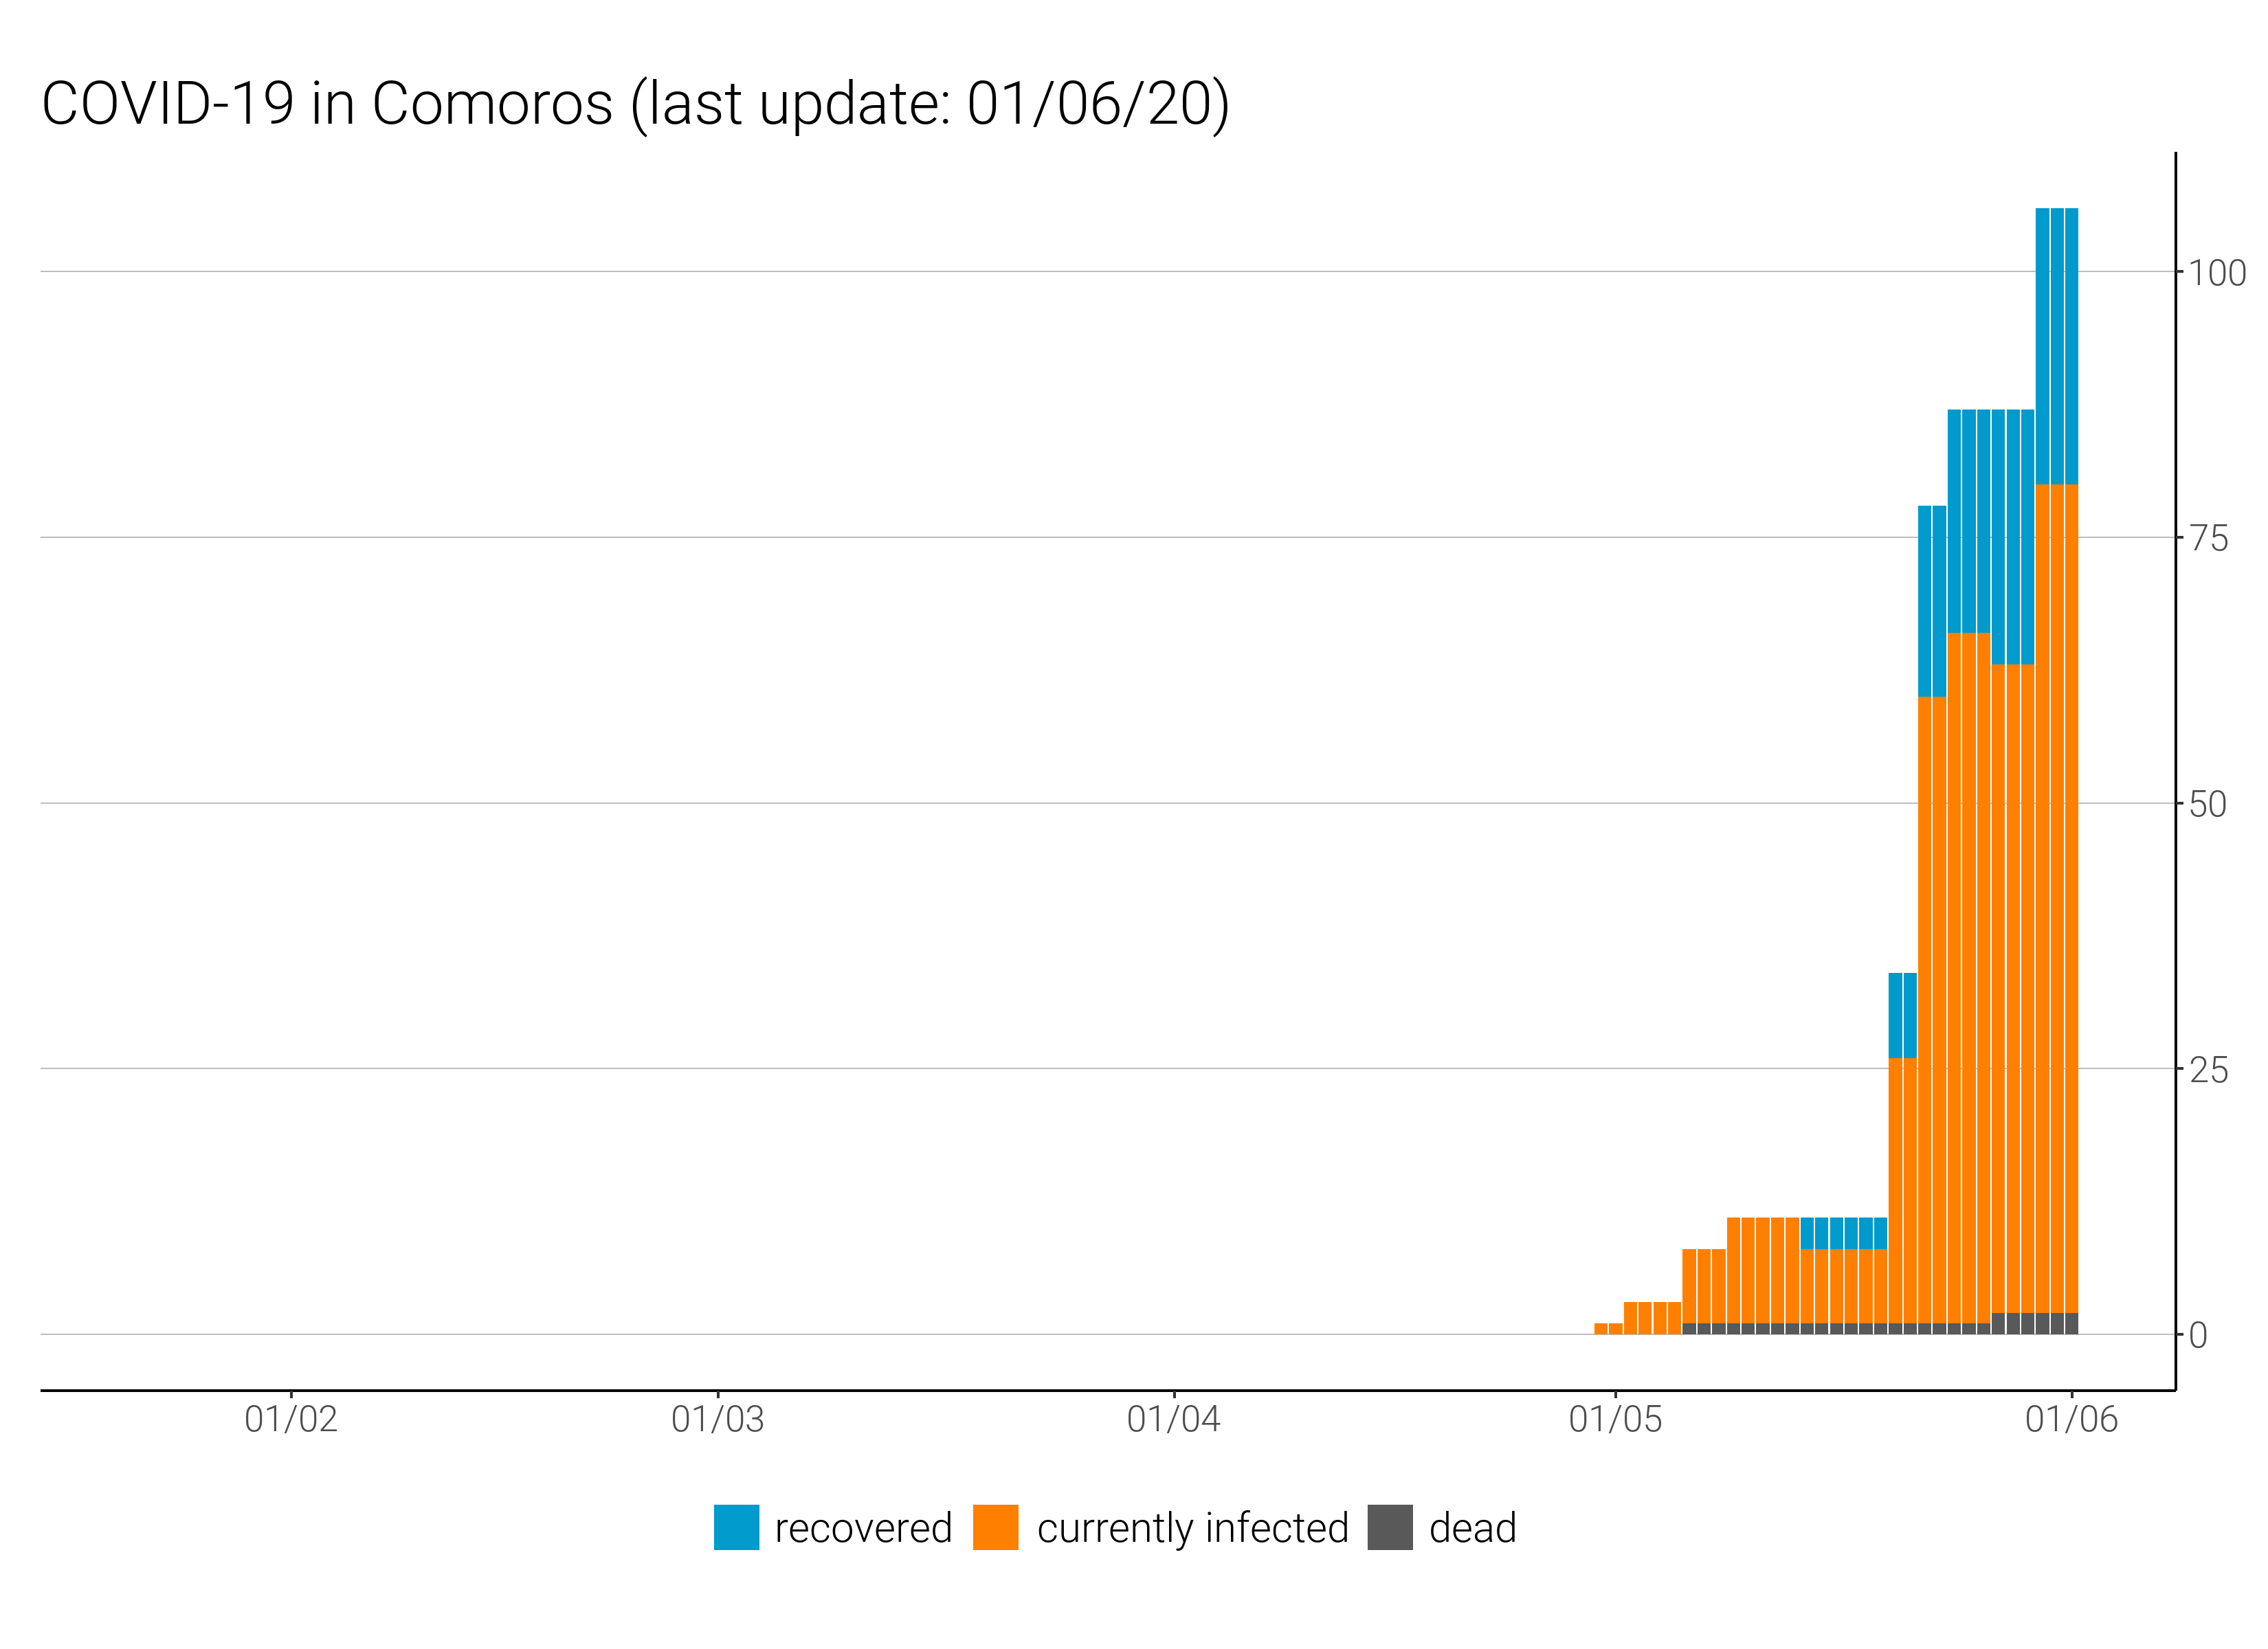 COVID-19 in Comoros (last update: 01/06/20)
100
75
50
25
0
01/02 01/03 01/04 01/05 01/06
recovered currently infected dead